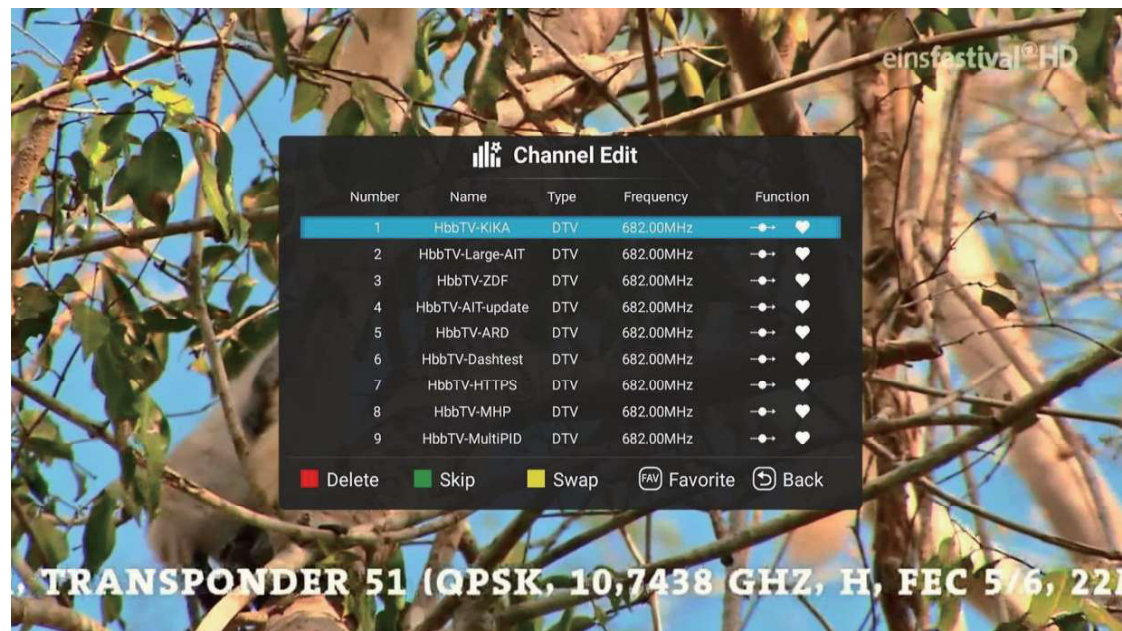 einsfestival HD
Channel Edit
Number Name Type Frequency Function
1 HbbTV-KiKA DTV 682.00MHz
2 HbbTV-Large-AIT DTV 682.00MHz
3 HbbTV-ZDF DTV 682.00MHz
4 HbbTV-AIT-update DTV 682.00MHz
5 HbbTV-ARD DTV 682.00MHz
6 HbbTV-Dashtest DTV 682.00MHz
7 HbbTV-HTTPS DTV 682.00MHz
8 HbbTV-MHP DTV 682.00MHz
9 HbbTV-MultiPID DTV 682.00MHz
Delete Skip Swap FAV Favorite Back
, TRANSPONDER 51 (QPSK, 10,7438 GHZ, H, FEC 5/6, 22